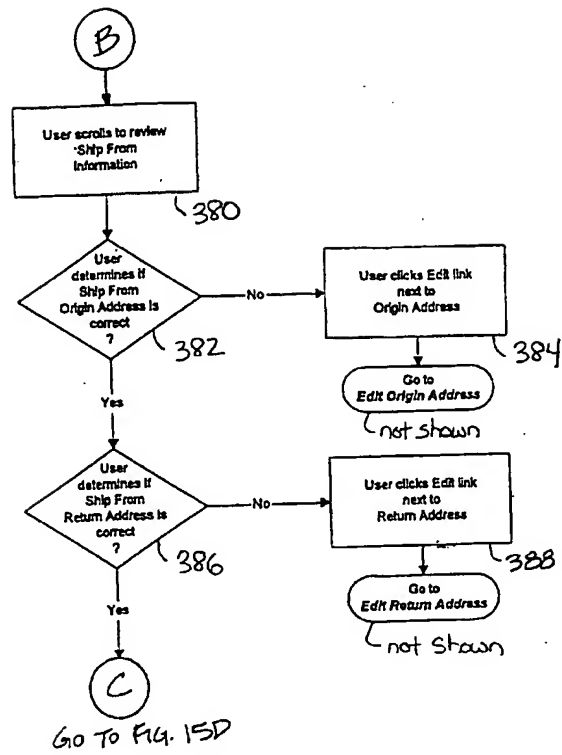 B
User scrolls to review
Ship From
Information
380
User
determines if
Ship From
Origin Address is
correct
?
382
No
User clicks Edit link
next to
Origin Address
384
Go to
Edit Origin Address
not shown
Yes
User
determines if
Ship From
Return Address is
correct
?
386
No
User clicks Edit link
next to
Return Address
388
Go to
Edit Return Address
not shown
Yes
C
GO TO FIG. 15D